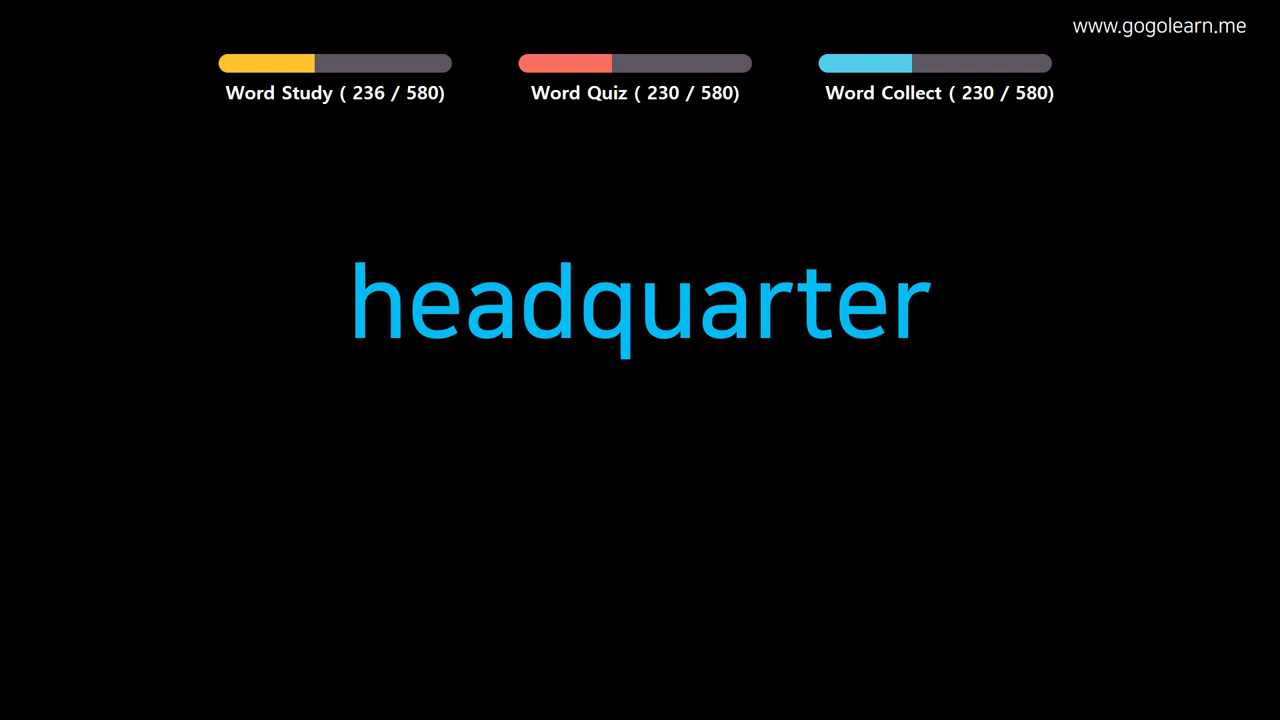 www.gogolearn.me
Word Study ( 236 / 580)
Word Quiz ( 230 / 580)
Word Collect ( 230 / 580)
headquarter